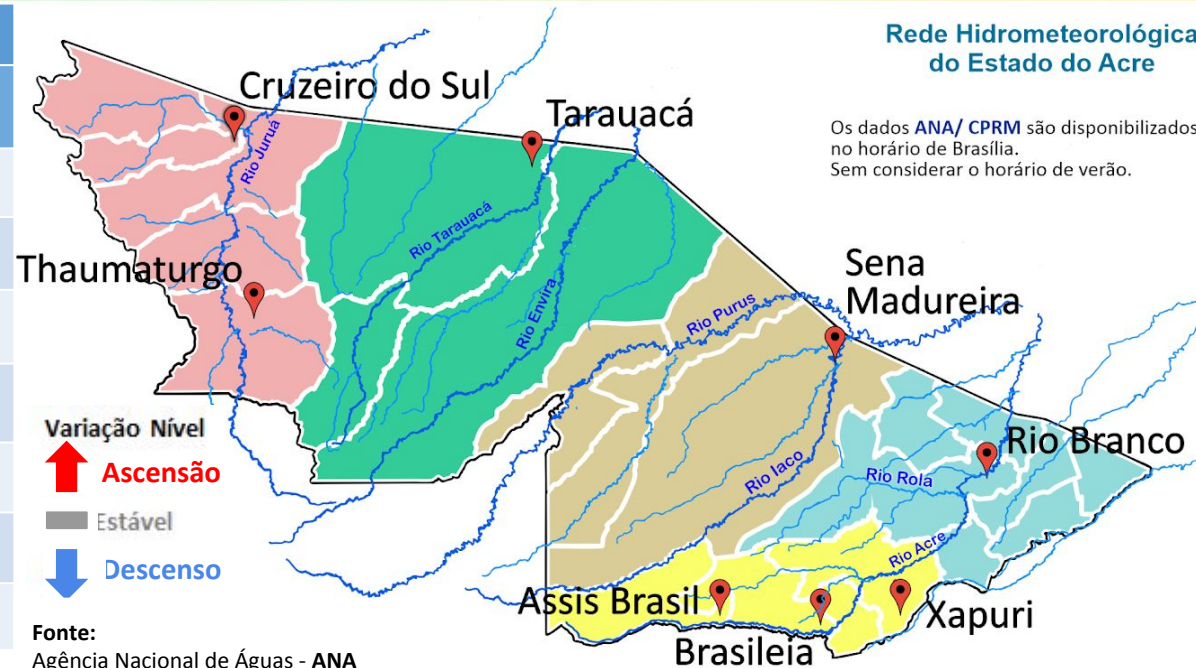 Rede Hidrometeorológica
do Estado do Acre
Os dados ANA/ CPRM são disponibilizados
no horário de Brasília.
Sem considerar o horário de verão.
Cruzeiro do Sul
Tarauacá
Rio Juruá
Rio Tarauacá
Thaumaturgo
Rio Envira
Sena
Madureira
Rio Purus
Variação Nível
Ascensão
Estável
Descenso
Rio Branco
Rio Iaco
Rio Rola
Rio Acre
Assis Brasil
Xapuri
Brasileia
Fonte:
Agência Nacional de Águas - ANA